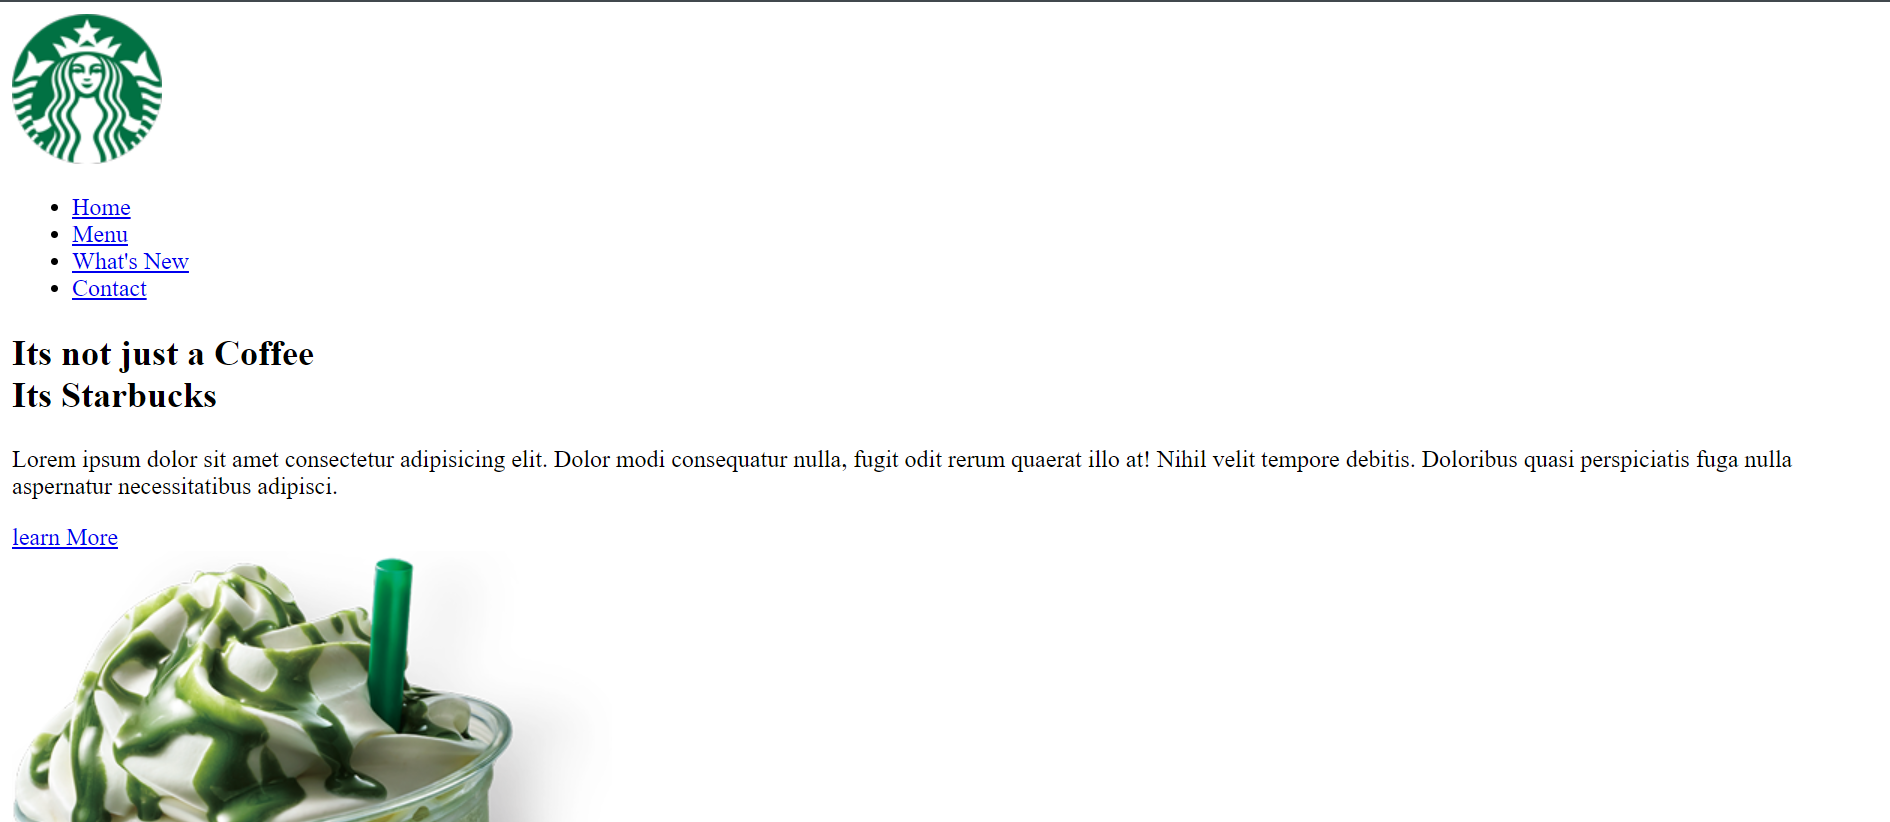 Home
Menu
What's New
Contact
Its not just a Coffee
Its Starbucks
Lorem ipsum dolor sit amet consectetur adipisicing elit. Dolor modi consequatur nulla, fugit odit rerum quaerat illo at! Nihil velit tempore debitis. Doloribus quasi perspiciatis fuga nulla
aspernatur necessitatibus adipisci.
learn More